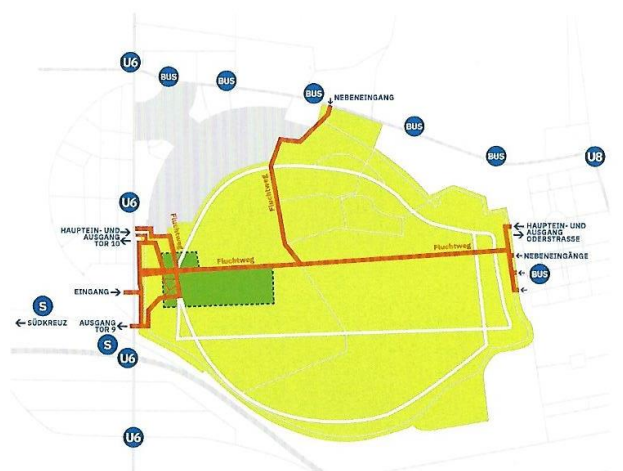 U6
BUS
BUS
BUS
← NEBENEINGANG
BUS
BUS
U8
U6
HAUPTEIN- UND
AUSGANG
TOR 10
Fluchtweg
Fluchtweg
Fluchtweg
Fluchtweg
HAUPTEIN- UND
AUSGANG
ODERSTRASSE
NEBENEINGÄNGE
BUS
EINGANG
S
← SÜDKREUZ
AUSGANG
TOR 9
S
U6
U6